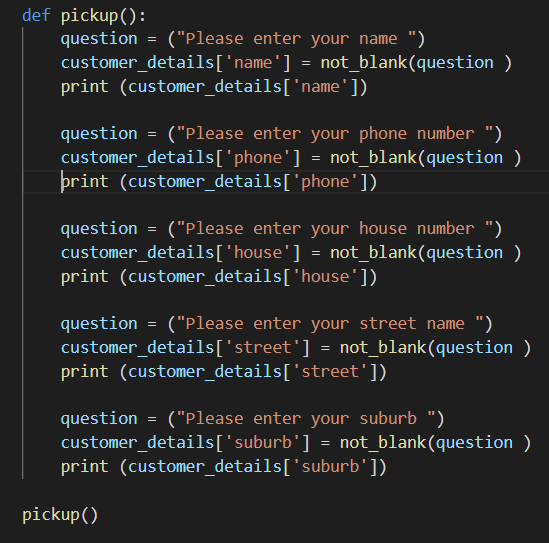 def pickup():
    question = ("Please enter your name ")
    customer_details['name'] = not_blank(question )
    print (customer_details['name'])

    question = ("Please enter your phone number ")
    customer_details['phone'] = not_blank(question )
    print (customer_details['phone'])

    question = ("Please enter your house number ")
    customer_details['house'] = not_blank(question )
    print (customer_details['house'])

    question = ("Please enter your street name ")
    customer_details['street'] = not_blank(question )
    print (customer_details['street'])

    question = ("Please enter your suburb ")
    customer_details['suburb'] = not_blank(question )
    print (customer_details['suburb'])

pickup()